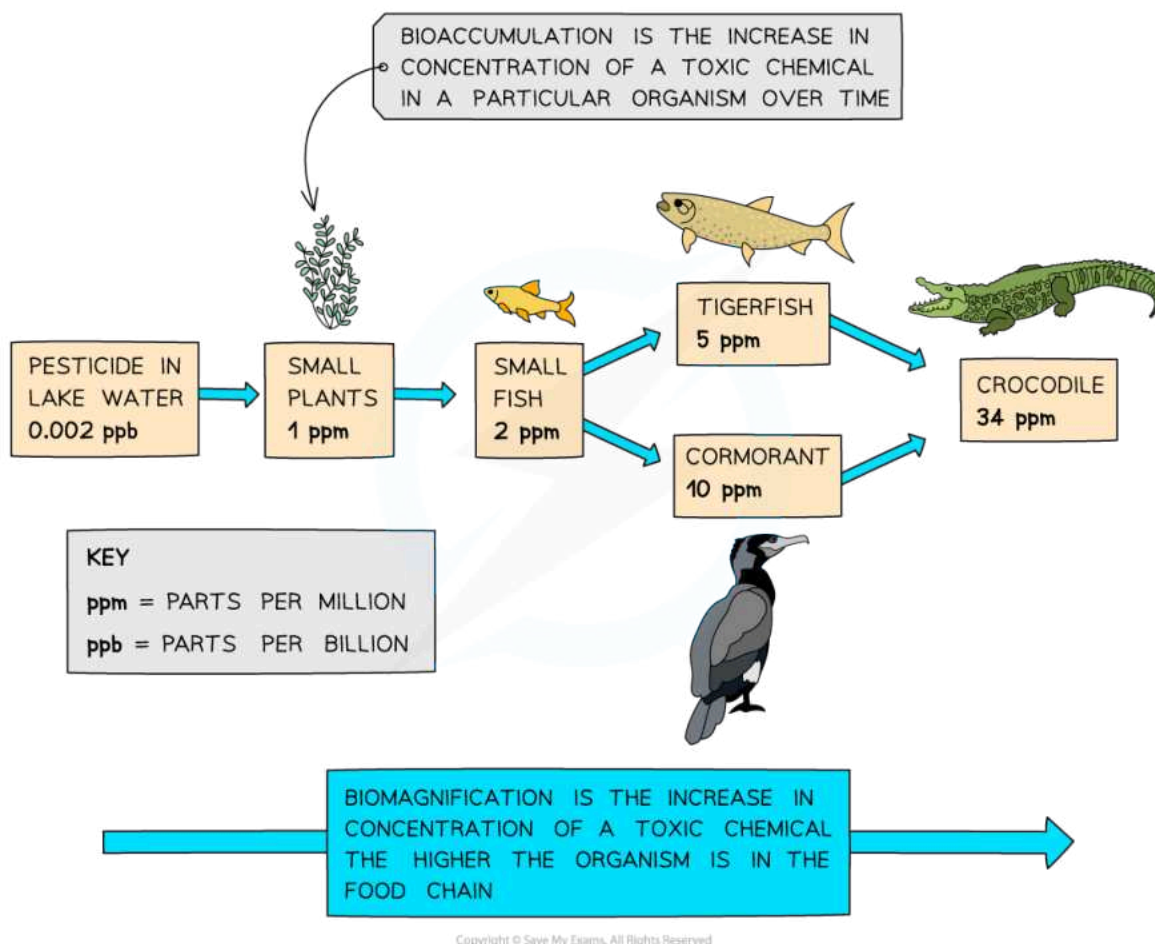 BIOACCUMULATION IS THE INCREASE IN
CONCENTRATION OF A TOXIC CHEMICAL
IN A PARTICULAR ORGANISM OVER TIME
PESTICIDE IN
LAKE WATER
0.002 ppb
SMALL
PLANTS
1 ppm
SMALL
FISH
2 ppm
TIGERFISH
5 ppm
CORMORANT
10 ppm
CROCODILE
34 ppm
KEY
ppm = PARTS PER MILLION
ppb = PARTS PER BILLION
BIOMAGNIFICATION IS THE INCREASE IN
CONCENTRATION OF A TOXIC CHEMICAL
THE HIGHER THE ORGANISM IS IN THE
FOOD CHAIN
Copyright © Save My Exams. All Rights Reserved